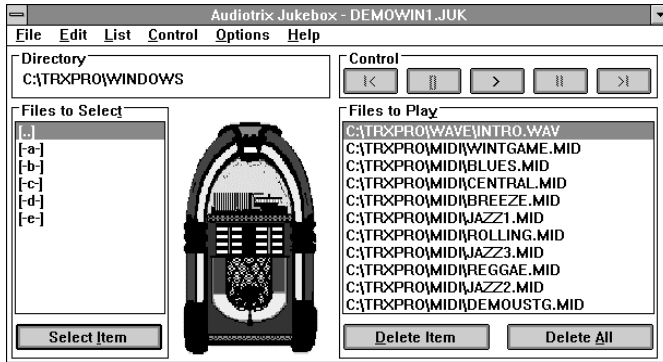 Audiotrix Jukebox - DEMOWIN1.JUK
File Edit List Control Options Help
Directory
C:\TRXPRO\WINDOWS
Control
Files to Select
[..]
[-a-]
[-b-]
[-c-]
[-d-]
[-e-]
Select Item
Files to Play
C:\TRXPRO\WAVE\INTRO.WAV
C:\TRXPRO\MIDI\WINTGAME.MID
C:\TRXPRO\MIDI\BLUES.MID
C:\TRXPRO\MIDI\CENTRAL.MID
C:\TRXPRO\MIDI\BREEZE.MID
C:\TRXPRO\MIDI\JAZZ1.MID
C:\TRXPRO\MIDI\ROLLING.MID
C:\TRXPRO\MIDI\JAZZ3.MID
C:\TRXPRO\MIDI\REGGAE.MID
C:\TRXPRO\MIDI\JAZZ2.MID
C:\TRXPRO\MIDI\DEMOUSTG.MID
Delete Item Delete All